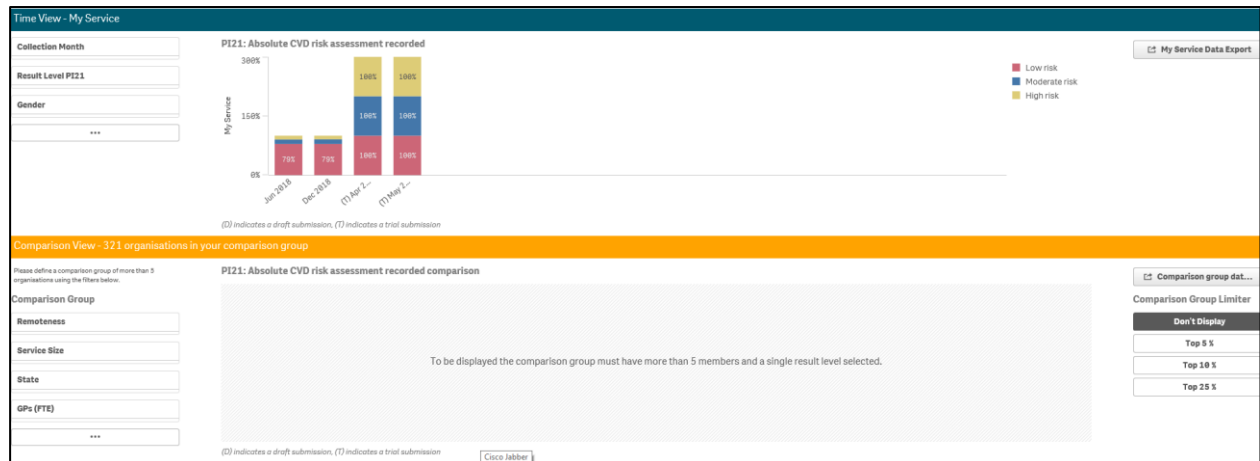 Time View - My Service
Collection Month
Result Level PI21
Gender
...
PI21: Absolute CVD risk assessment recorded
300%
150%
0%
My Service
79%
79%
100%
100%
100%
100%
100%
100%
Jun 2018
Dec 2018
(T) Apr 2...
(T) May 2...
Low risk
Moderate risk
High risk
My Service Data Export
(D) indicates a draft submission, (T) indicates a trial submission
Comparison View - 321 organisations in your comparison group
Please define a comparison group of more than 5
organisations using the filters below.
Comparison Group
Remoteness
Service Size
State
GPs (FTE)
...
PI21: Absolute CVD risk assessment recorded comparison
To be displayed the comparison group must have more than 5 members and a single result level selected.
Comparison group dat...
Comparison Group Limiter
Don't Display
Top 5 %
Top 10 %
Top 25 %
(D) indicates a draft submission, (T) indicates a trial submission
Cisco Jabber